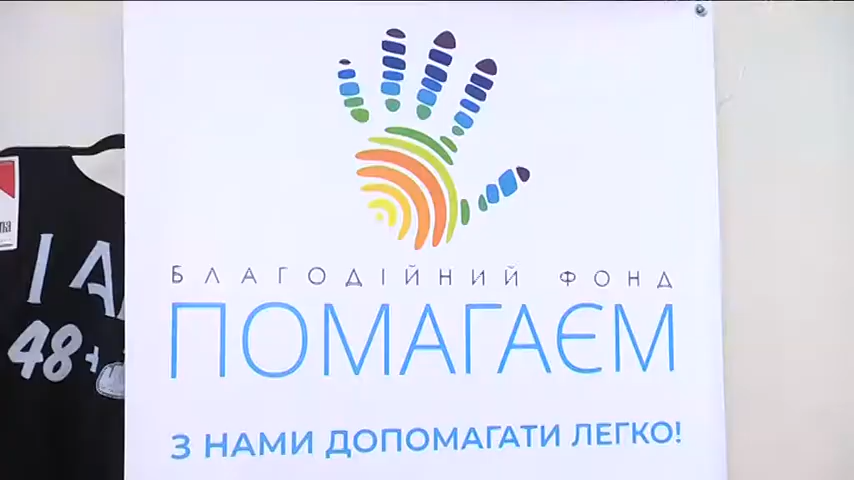 БЛАГОДІЙНИЙ ФОНД
ПОМАГАЄМ
З НАМИ ДОПОМАГАТИ ЛЕГКО!
I
48+